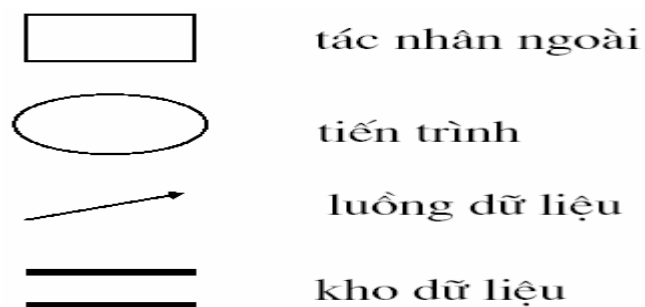 tác nhân ngoài
tiến trình
luồng dữ liệu
kho dữ liệu